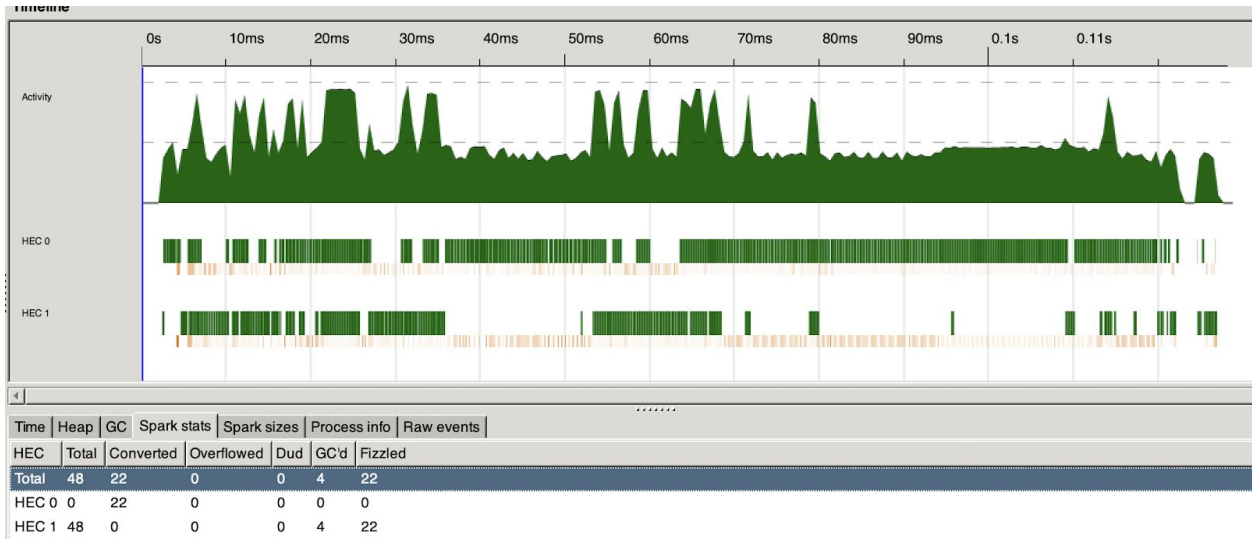 Timeline
0s 10ms 20ms 30ms 40ms 50ms 60ms 70ms 80ms 90ms 0.1s 0.11s
Activity
HEC 0
HEC 1
Time Heap GC Spark stats Spark sizes Process info Raw events
HEC Total Converted Overflowed Dud GC'd Fizzled
Total 48 22 0 0 4 22
HEC 0 0 22 0 0 0 0
HEC 1 48 0 0 0 4 22